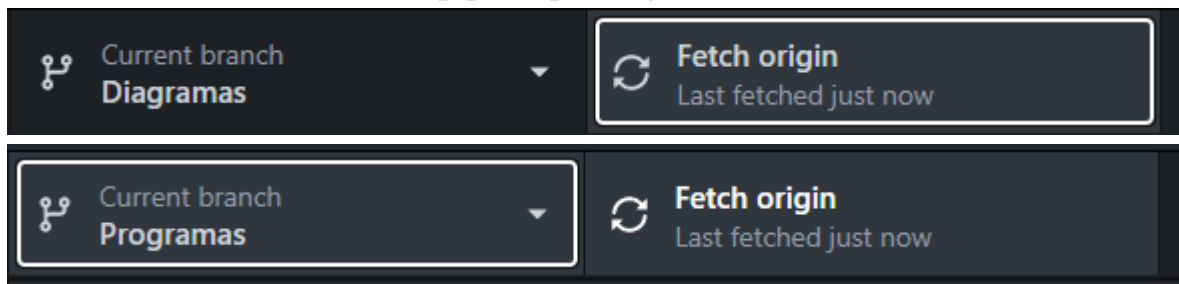 Current branch
Diagramas
Fetch origin
Last fetched just now
Current branch
Programas
Fetch origin
Last fetched just now